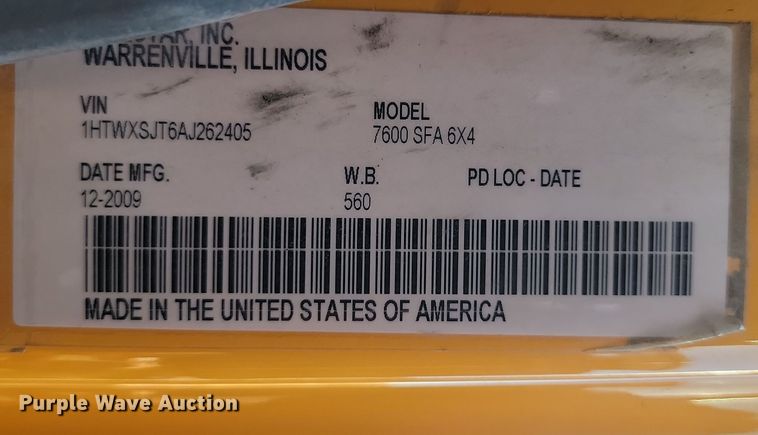 INC.
WARRENVILLE, ILLINOIS
VIN MODEL
1HTWXSJT6AJ262405 7600 SFA 6X4
DATE MFG. W.B. PD LOC - DATE
12-2009 560
MADE IN THE UNITED STATES OF AMERICA
Purple Wave Auction